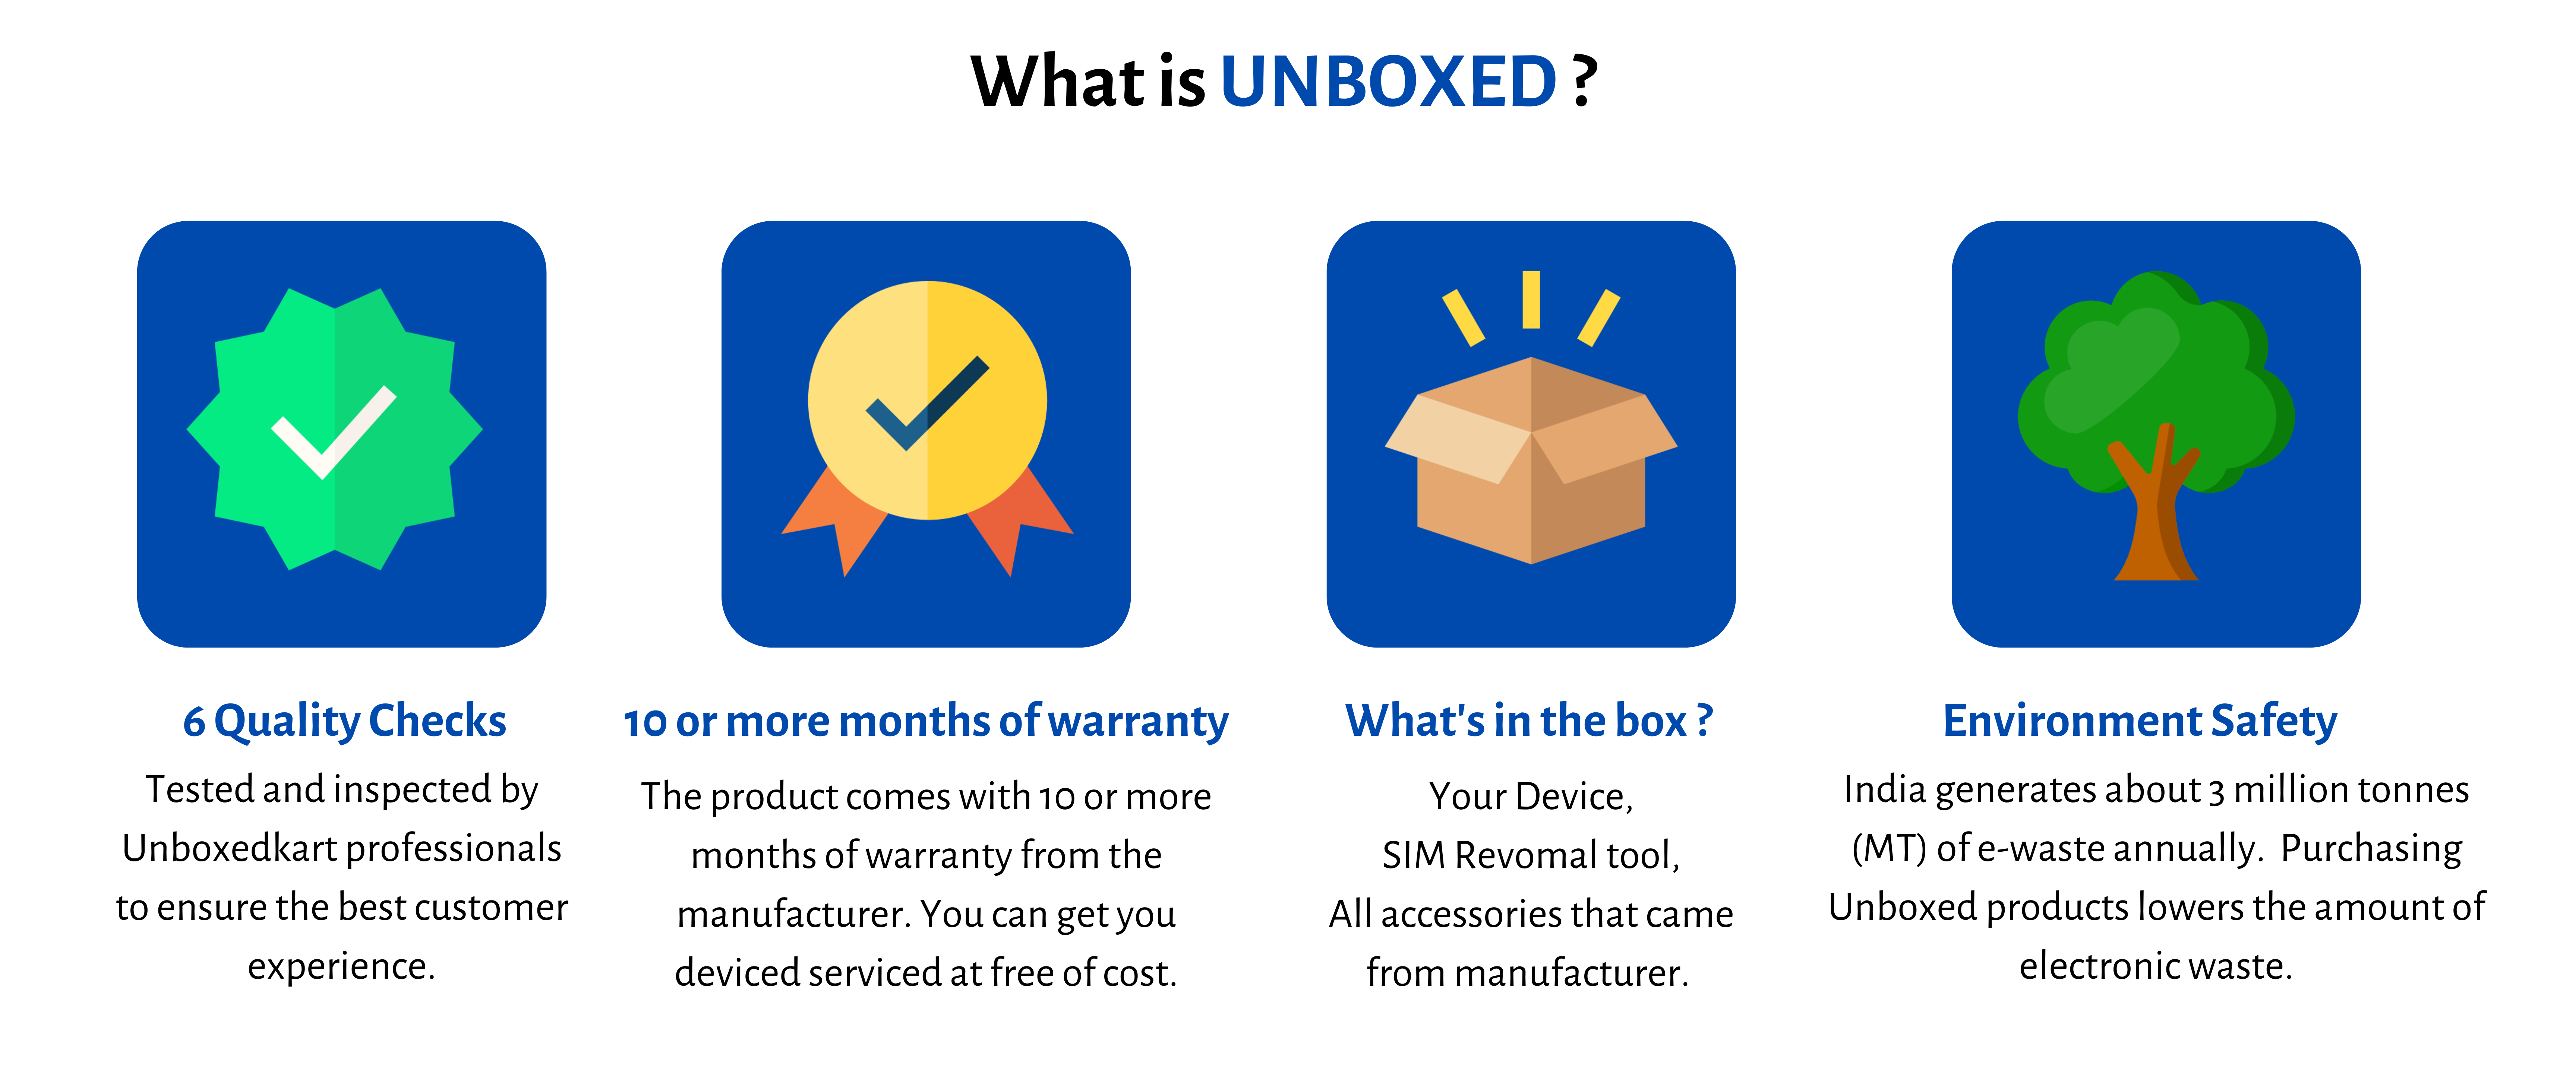 What is UNBOXED ?
6 Quality Checks
Tested and inspected by
Unboxedkart professionals
to ensure the best customer
experience.
10 or more months of warranty
The product comes with 10 or more
months of warranty from the
manufacturer. You can get you
deviced serviced at free of cost.
What's in the box ?
Your Device,
SIM Revomal tool,
All accessories that came
from manufacturer.
Environment Safety
India generates about 3 million tonnes
(MT) of e-waste annually.  Purchasing
Unboxed products lowers the amount of
electronic waste.